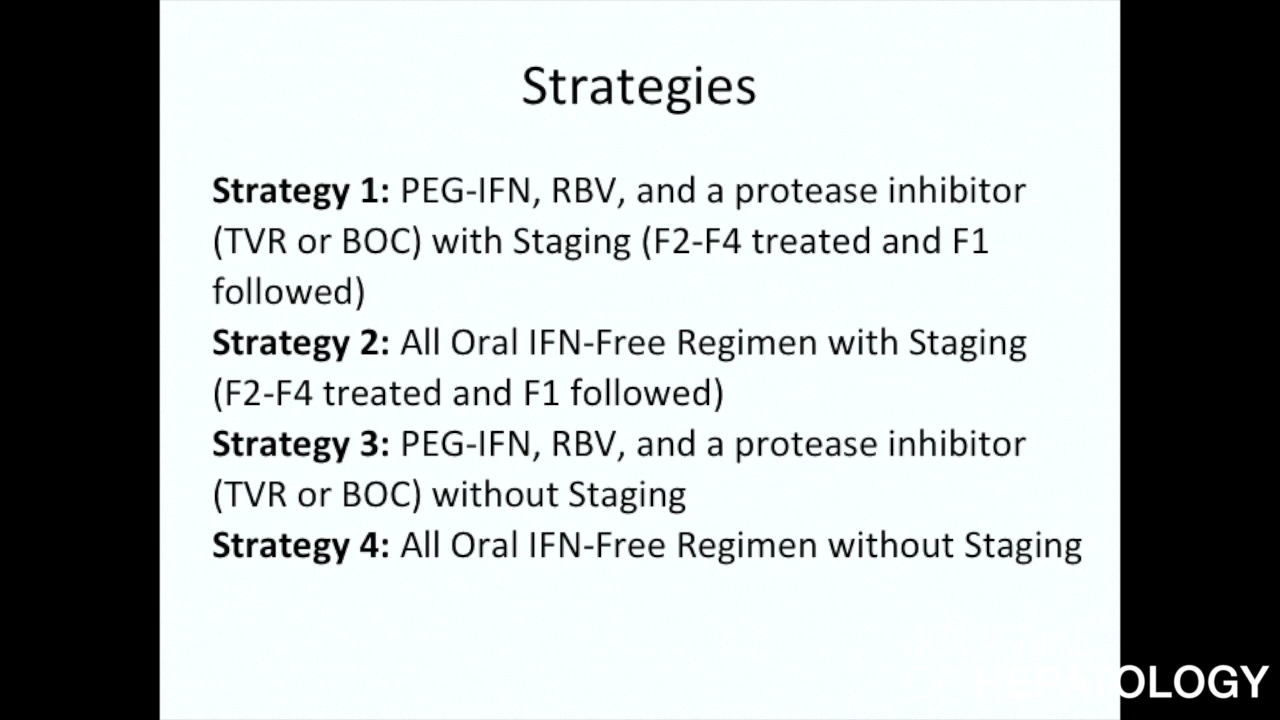 Strategies
Strategy 1: PEG-IFN, RBV, and a protease inhibitor
(TVR or BOC) with Staging (F2-F4 treated and F1
followed)
Strategy 2: All Oral IFN-Free Regimen with Staging
(F2-F4 treated and F1 followed)
Strategy 3: PEG-IFN, RBV, and a protease inhibitor
(TVR or BOC) without Staging
Strategy 4: All Oral IFN-Free Regimen without Staging
HEPATOLOGY